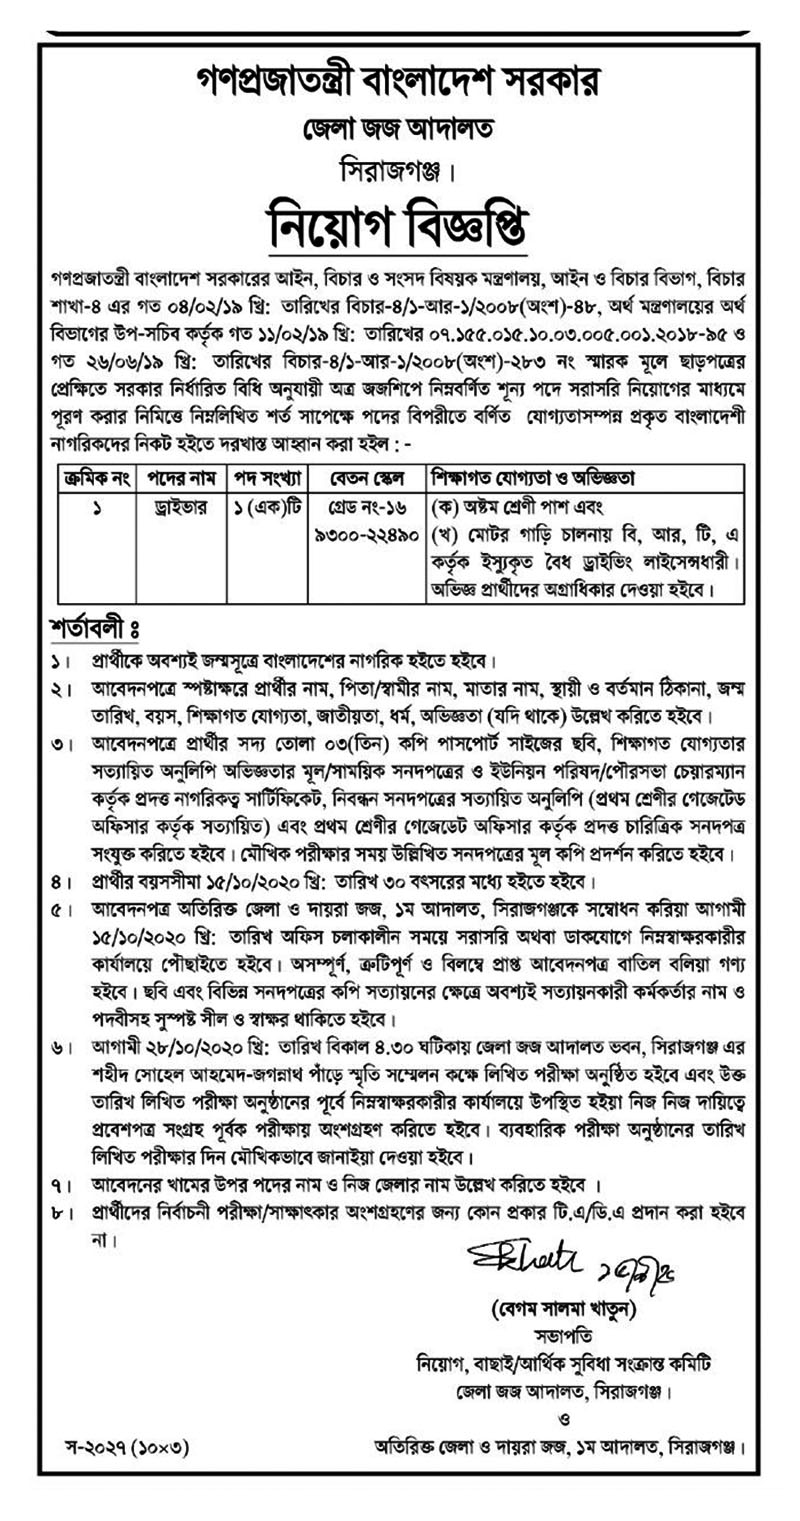 গণপ্রজাতন্ত্রী বাংলাদেশ সরকার
জেলা জজ আদালত
সিরাজগঞ্জ।
নিয়োগ বিজ্ঞপ্তি
গণপ্রজাতন্ত্রী বাংলাদেশ সরকারের আইন, বিচার ও সংসদ বিষয়ক মন্ত্রণালয়, আইন ও বিচার বিভাগ, বিচার
শাখা-৪ এর গত ০৪/০২/১৯ খ্রি: তারিখের বিচার-৪/১-আর-১/২০০৮(অংশ)-৪৮, অর্থ মন্ত্রণালয়ের অর্থ
বিভাগের উপ-সচিব কর্তৃক গত ১১/০২/১৯ খ্রি: তারিখের ০৭.১৫৫.০১৫.১০.০৩.০০৫.০০১.২০১৮-৯৫ ও
গত ২৬/০৬/১৯ খ্রি: তারিখের বিচার-৪/১-আর-১/২০০৮(অংশ)-২৮৩ নং স্মারক মূলে ছাড়পত্রের
প্রেক্ষিতে সরকার নির্ধারিত বিধি অনুযায়ী অত্র জজশিপে নিম্নবর্ণিত শূন্য পদে সরাসরি নিয়োগের মাধ্যমে
পূরণ করার নিমিত্তে নিম্নলিখিত শর্ত সাপেক্ষে পদের বিপরীতে বর্ণিত যোগ্যতাসম্পন্ন প্রকৃত বাংলাদেশী
নাগরিকদের নিকট হইতে দরখাস্ত আহ্বান করা হইল : -
ক্রমিক নং পদের নাম পদ সংখ্যা বেতন স্কেল শিক্ষাগত যোগ্যতা ও অভিজ্ঞতা
১ ড্রাইভার ১ (এক)টি গ্রেড নং-১৬ (ক) অষ্টম শ্রেণী পাশ এবং
৯৩০০-২২৪৯০ (খ) মোটর গাড়ি চালনায় বি, আর, টি, এ
কর্তৃক ইস্যুকৃত বৈধ ড্রাইভিং লাইসেন্সধারী।
অভিজ্ঞ প্রার্থীদের অগ্রাধিকার দেওয়া হইবে।
শর্তাবলী ঃ
১। প্রার্থীকে অবশ্যই জন্মসূত্রে বাংলাদেশের নাগরিক হইতে হইবে।
২। আবেদনপত্রে স্পষ্টাক্ষরে প্রার্থীর নাম, পিতা/স্বামীর নাম, মাতার নাম, স্থায়ী ও বর্তমান ঠিকানা, জন্ম
তারিখ, বয়স, শিক্ষাগত যোগ্যতা, জাতীয়তা, ধর্ম, অভিজ্ঞতা (যদি থাকে) উল্লেখ করিতে হইবে।
৩। আবেদনপত্রে প্রার্থীর সদ্য তোলা ০৩(তিন) কপি পাসপোর্ট সাইজের ছবি, শিক্ষাগত যোগ্যতার
সত্যায়িত অনুলিপি অভিজ্ঞতার মূল/সাময়িক সনদপত্রের ও ইউনিয়ন পরিষদ/পৌরসভা চেয়ারম্যান
কর্তৃক প্রদত্ত নাগরিকত্ব সার্টিফিকেট, নিবন্ধন সনদপত্রের সত্যায়িত অনুলিপি (প্রথম শ্রেণীর গেজেটেড
অফিসার কর্তৃক সত্যায়িত) এবং প্রথম শ্রেণীর গেজেডেট অফিসার কর্তৃক প্রদত্ত চারিত্রিক সনদপত্র
সংযুক্ত করিতে হইবে। মৌখিক পরীক্ষার সময় উল্লিখিত সনদপত্রের মূল কপি প্রদর্শন করিতে হইবে।
৪। প্রার্থীর বয়সসীমা ১৫/১০/২০২০ খ্রি: তারিখ ৩০ বৎসরের মধ্যে হইতে হইবে।
৫। আবেদনপত্র অতিরিক্ত জেলা ও দায়রা জজ, ১ম আদালত, সিরাজগঞ্জকে সম্বোধন করিয়া আগামী
১৫/১০/২০২০ খ্রি: তারিখ অফিস চলাকালীন সময়ে সরাসরি অথবা ডাকযোগে নিম্নস্বাক্ষরকারীর
কার্যালয়ে পৌঁছাইতে হইবে। অসম্পূর্ণ, ত্রুটিপূর্ণ ও বিলম্বে প্রাপ্ত আবেদনপত্র বাতিল বলিয়া গণ্য
হইবে। ছবি এবং বিভিন্ন সনদপত্রের কপি সত্যায়নের ক্ষেত্রে অবশ্যই সত্যায়নকারী কর্মকর্তার নাম ও
পদবীসহ সুস্পষ্ট সীল ও স্বাক্ষর থাকিতে হইবে।
৬। আগামী ২৮/১০/২০২০ খ্রি: তারিখ বিকাল ৪.৩০ ঘটিকায় জেলা জজ আদালত ভবন, সিরাজগঞ্জ এর
শহীদ সোহেল আহমেদ-জগন্নাথ পাঁড়ে স্মৃতি সম্মেলন কক্ষে লিখিত পরীক্ষা অনুষ্ঠিত হইবে এবং উক্ত
তারিখ লিখিত পরীক্ষা অনুষ্ঠানের পূর্বে নিম্নস্বাক্ষরকারীর কার্যালয়ে উপস্থিত হইয়া নিজ নিজ দায়িত্বে
প্রবেশপত্র সংগ্রহ পূর্বক পরীক্ষায় অংশগ্রহণ করিতে হইবে। ব্যবহারিক পরীক্ষা অনুষ্ঠানের তারিখ
লিখিত পরীক্ষার দিন মৌখিকভাবে জানাইয়া দেওয়া হইবে।
৭। আবেদনের খামের উপর পদের নাম ও নিজ জেলার নাম উল্লেখ করিতে হইবে ।
৮। প্রার্থীদের নির্বাচনী পরীক্ষা/সাক্ষাৎকার অংশগ্রহণের জন্য কোন প্রকার টি.এ/ডি.এ প্রদান করা হইবে
না।
(বেগম সালমা খাতুন)
সভাপতি
নিয়োগ, বাছাই/আর্থিক সুবিধা সংক্রান্ত কমিটি
জেলা জজ আদালত, সিরাজগঞ্জ।
ও
স-২০২৭ (১০×৩) অতিরিক্ত জেলা ও দায়রা জজ, ১ম আদালত, সিরাজগঞ্জ।